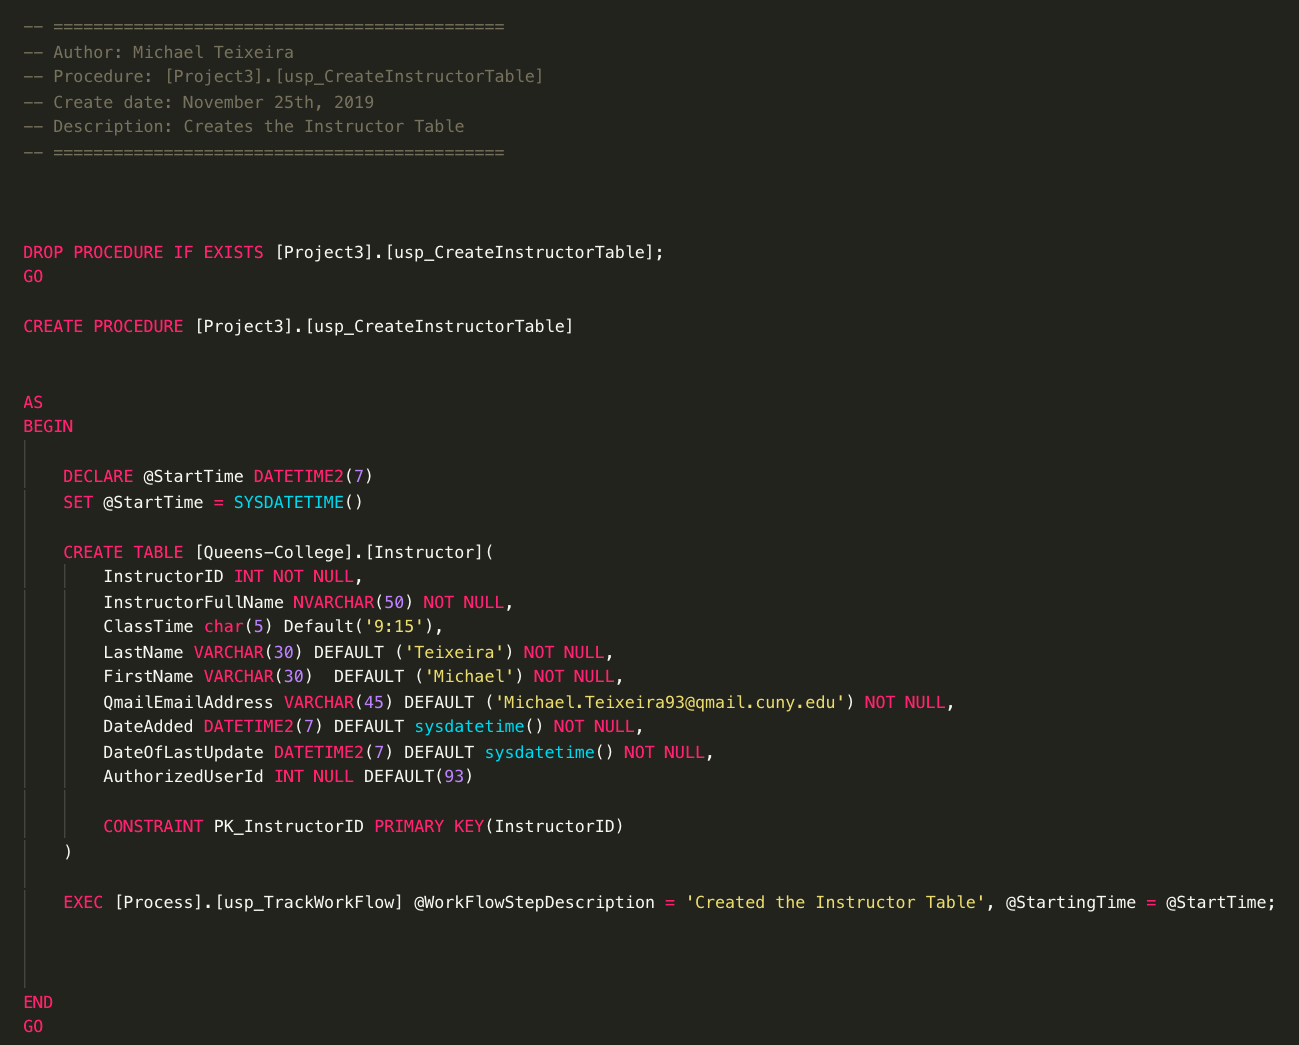 -- =============================================
-- Author: Michael Teixeira
-- Procedure: [Project3].[usp_CreateInstructorTable]
-- Create date: November 25th, 2019
-- Description: Creates the Instructor Table
-- =============================================
DROP PROCEDURE IF EXISTS [Project3].[usp_CreateInstructorTable];
GO
CREATE PROCEDURE [Project3].[usp_CreateInstructorTable]
AS
BEGIN
    DECLARE @StartTime DATETIME2(7)
    SET @StartTime = SYSDATETIME()
    CREATE TABLE [Queens-College].[Instructor](
        InstructorID INT NOT NULL,
        InstructorFullName NVARCHAR(50) NOT NULL,
        ClassTime char(5) Default('9:15'),
        LastName VARCHAR(30) DEFAULT ('Teixeira') NOT NULL,
        FirstName VARCHAR(30)  DEFAULT ('Michael') NOT NULL,
        QmailEmailAddress VARCHAR(45) DEFAULT ('Michael.Teixeira93@qmail.cuny.edu') NOT NULL,
        DateAdded DATETIME2(7) DEFAULT sysdatetime() NOT NULL,
        DateOfLastUpdate DATETIME2(7) DEFAULT sysdatetime() NOT NULL,
        AuthorizedUserId INT NULL DEFAULT(93)
        CONSTRAINT PK_InstructorID PRIMARY KEY(InstructorID)
    )
    EXEC [Process].[usp_TrackWorkFlow] @WorkFlowStepDescription = 'Created the Instructor Table', @StartingTime = @StartTime;
END
GO